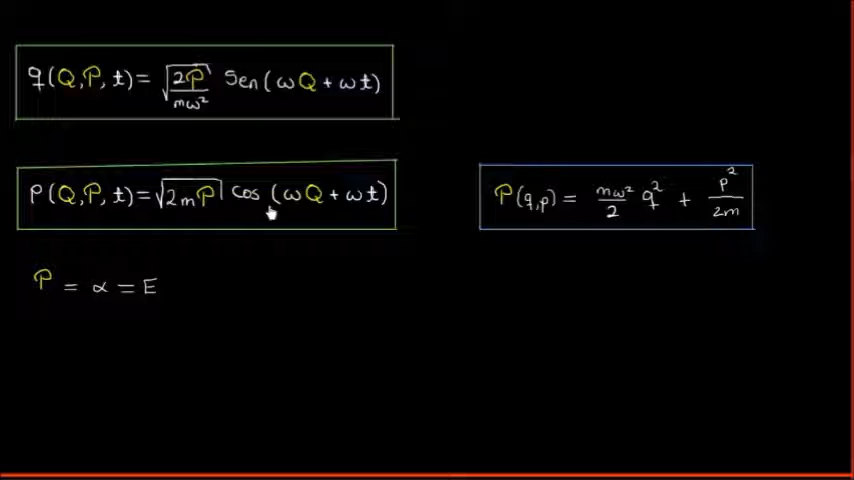 q(Q,P,t) = √(2P/mω²) Sen(ωQ + ωt)
p(Q,P,t) = √(2mP) cos(ωQ + ωt)
P(q,p) = mω²/2 q² + p²/2m
P = α = E